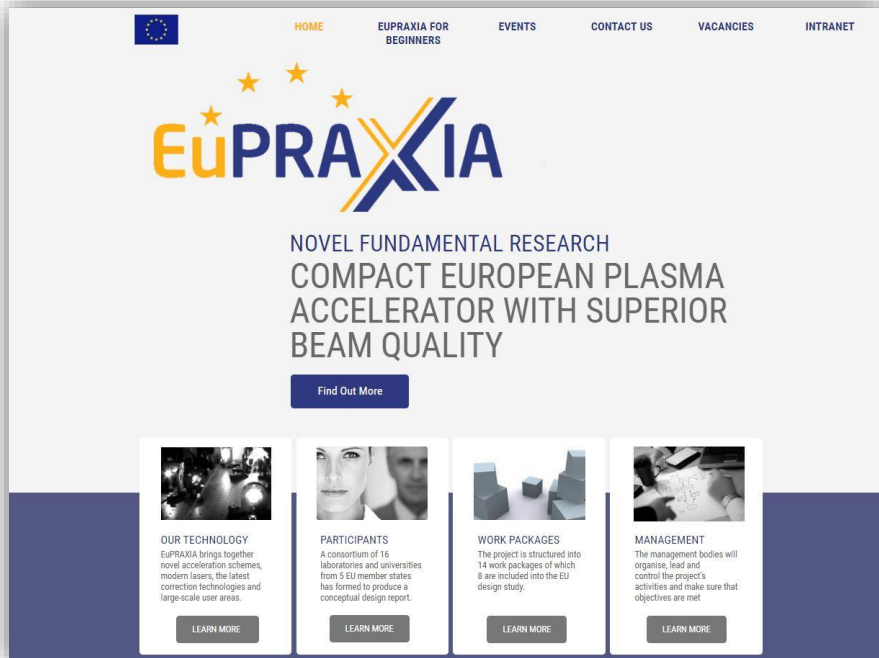 HOME
EUPRAXIA FOR
BEGINNERS
EVENTS
CONTACT US
VACANCIES
INTRANET
EuPRAXIA
NOVEL FUNDAMENTAL RESEARCH
COMPACT EUROPEAN PLASMA
ACCELERATOR WITH SUPERIOR
BEAM QUALITY
Find Out More
OUR TECHNOLOGY
EuPRAXIA brings together
novel acceleration schemes,
modern lasers, the latest
correction technologies and
large-scale user areas.
LEARN MORE
PARTICIPANTS
A consortium of 16
laboratories and universities
from 5 EU member states
has formed to produce a
conceptual design report.
LEARN MORE
WORK PACKAGES
The project is structured into
14 work packages of which
8 are included into the EU
design study.
LEARN MORE
MANAGEMENT
The management bodies will
organise, lead and
control the project's
activities and make sure that
objectives are met
LEARN MORE